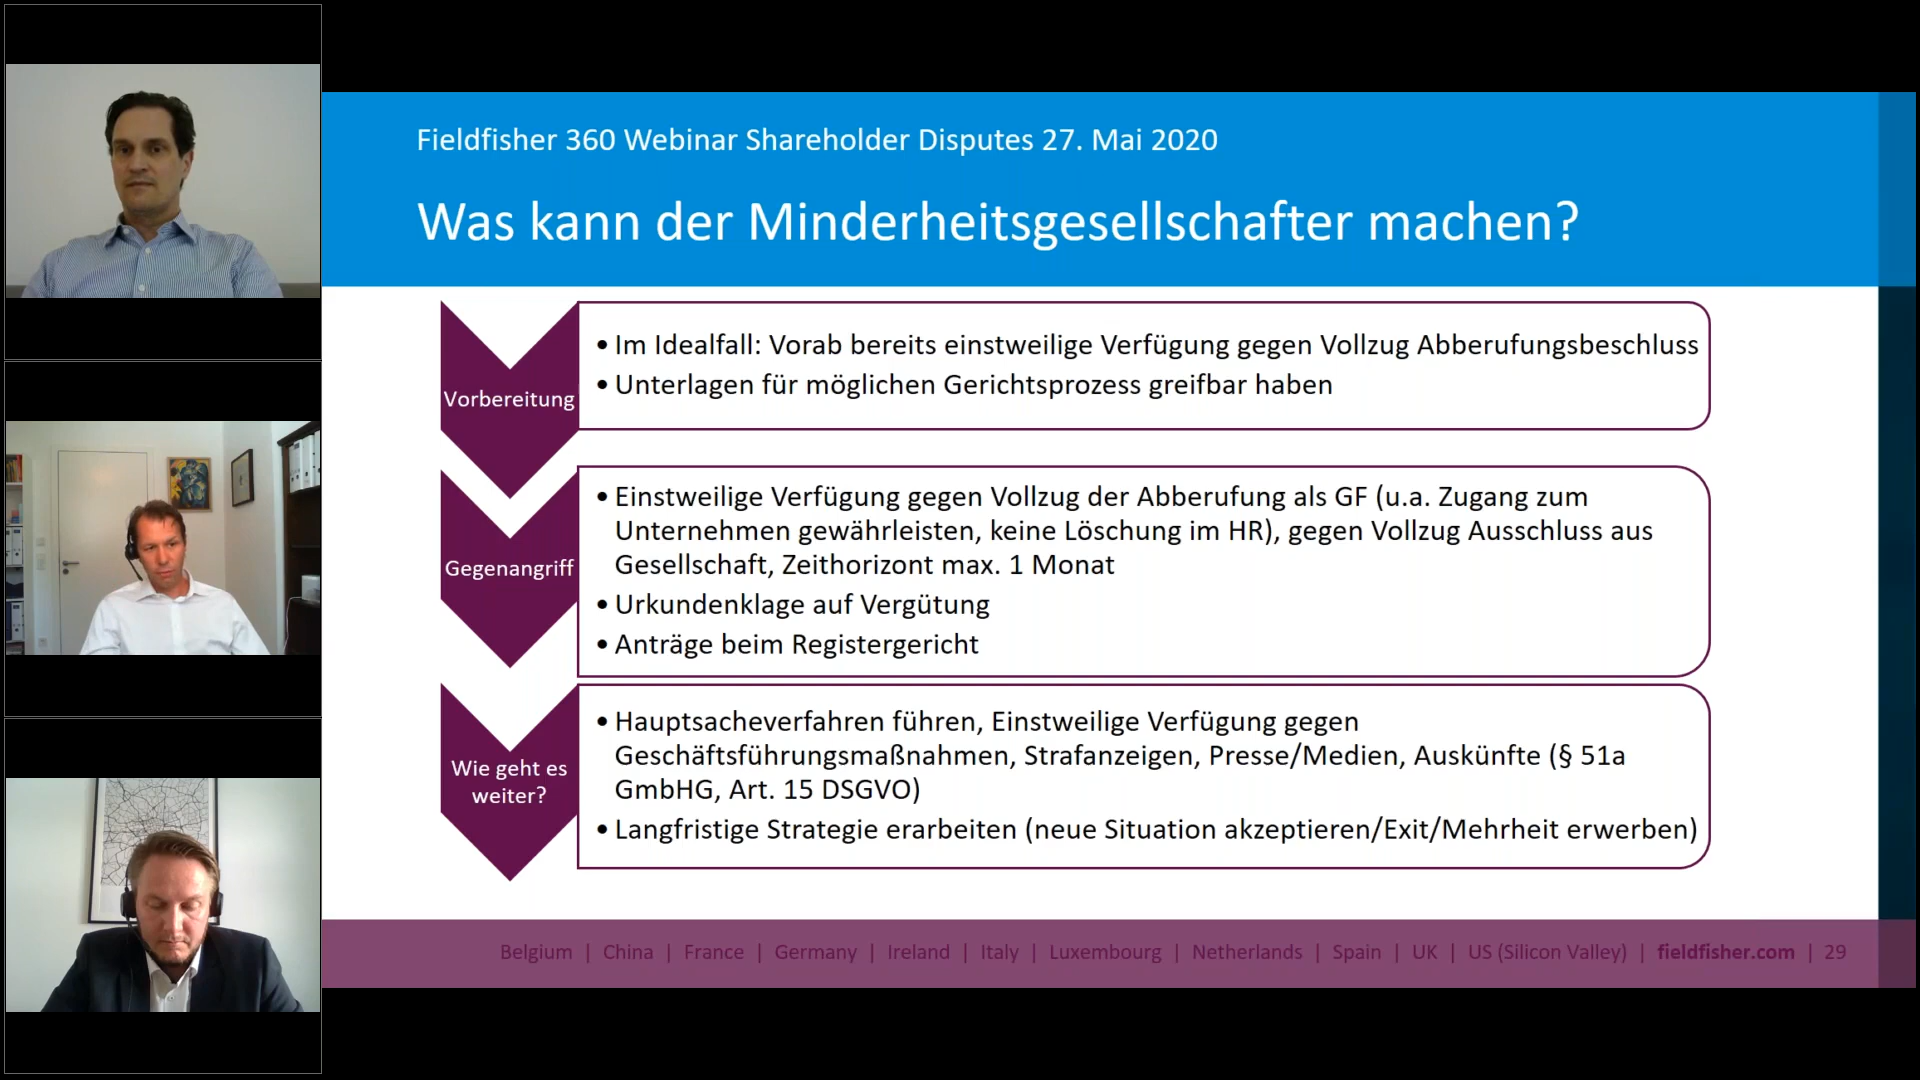 Fieldfisher 360 Webinar Shareholder Disputes 27. Mai 2020
Was kann der Minderheitsgesellschafter machen?
Vorbereitung
• Im Idealfall: Vorab bereits einstweilige Verfügung gegen Vollzug Abberufungsbeschluss
• Unterlagen für möglichen Gerichtsprozess greifbar haben
Gegenangriff
• Einstweilige Verfügung gegen Vollzug der Abberufung als GF (u.a. Zugang zum
Unternehmen gewährleisten, keine Löschung im HR), gegen Vollzug Ausschluss aus
Gesellschaft, Zeithorizont max. 1 Monat
• Urkundenklage auf Vergütung
• Anträge beim Registergericht
Wie geht es
weiter?
• Hauptsacheverfahren führen, Einstweilige Verfügung gegen
Geschäftsführungsmaßnahmen, Strafanzeigen, Presse/Medien, Auskünfte (§ 51a
GmbHG, Art. 15 DSGVO)
• Langfristige Strategie erarbeiten (neue Situation akzeptieren/Exit/Mehrheit erwerben)
Belgium | China | France | Germany | Ireland | Italy | Luxembourg | Netherlands | Spain | UK | US (Silicon Valley) | fieldfisher.com | 29